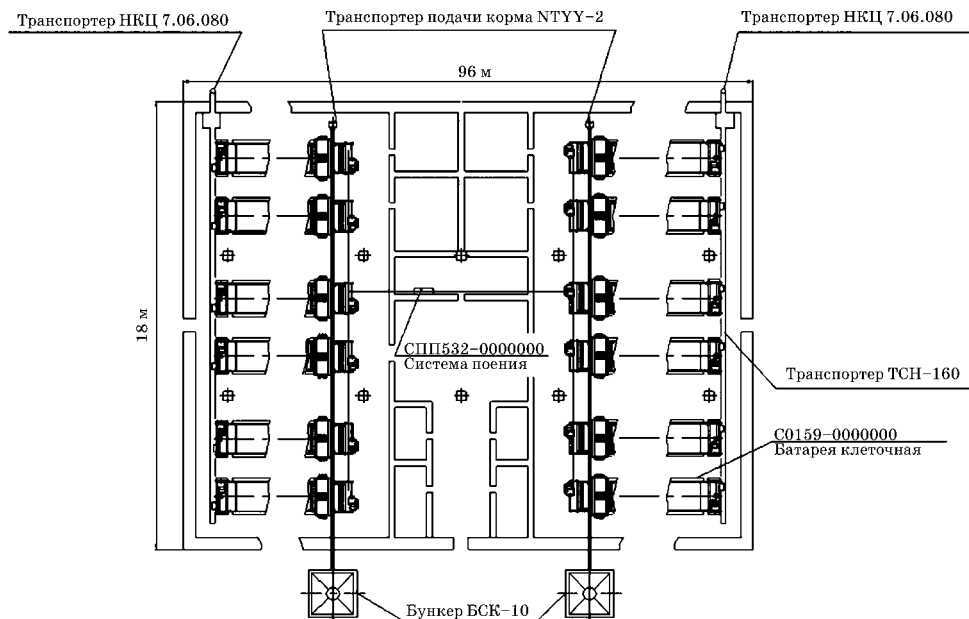 Транспортер НКЦ 7.06.080
Транспортер подачи корма NTYY-2
Транспортер НКЦ 7.06.080
96 м
18 м
СПП532-0000000
Система поения
Транспортер ТСН-160
С0159-0000000
Батарея клеточная
Бункер БСК-10